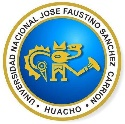 UNIVERSIDAD NACIONAL JOSE FAUSTINO SANCHEZ CARRION
• HUACHO •